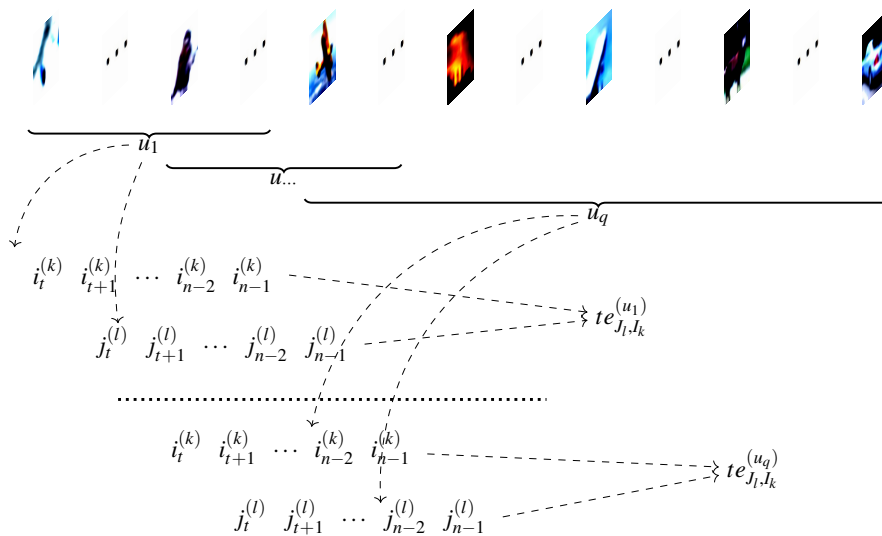 u_1
u_{...}
u_q
i_t^{(k)} i_{t+1}^{(k)} ⋯ i_{n−2}^{(k)} i_{n−1}^{(k)}
te_{J_l,I_k}^{(u_1)}
j_t^{(l)} j_{t+1}^{(l)} ⋯ j_{n−2}^{(l)} j_{n−1}^{(l)}
i_t^{(k)} i_{t+1}^{(k)} ⋯ i_{n−2}^{(k)} i_{n−1}^{(k)}
te_{J_l,I_k}^{(u_q)}
j_t^{(l)} j_{t+1}^{(l)} ⋯ j_{n−2}^{(l)} j_{n−1}^{(l)}